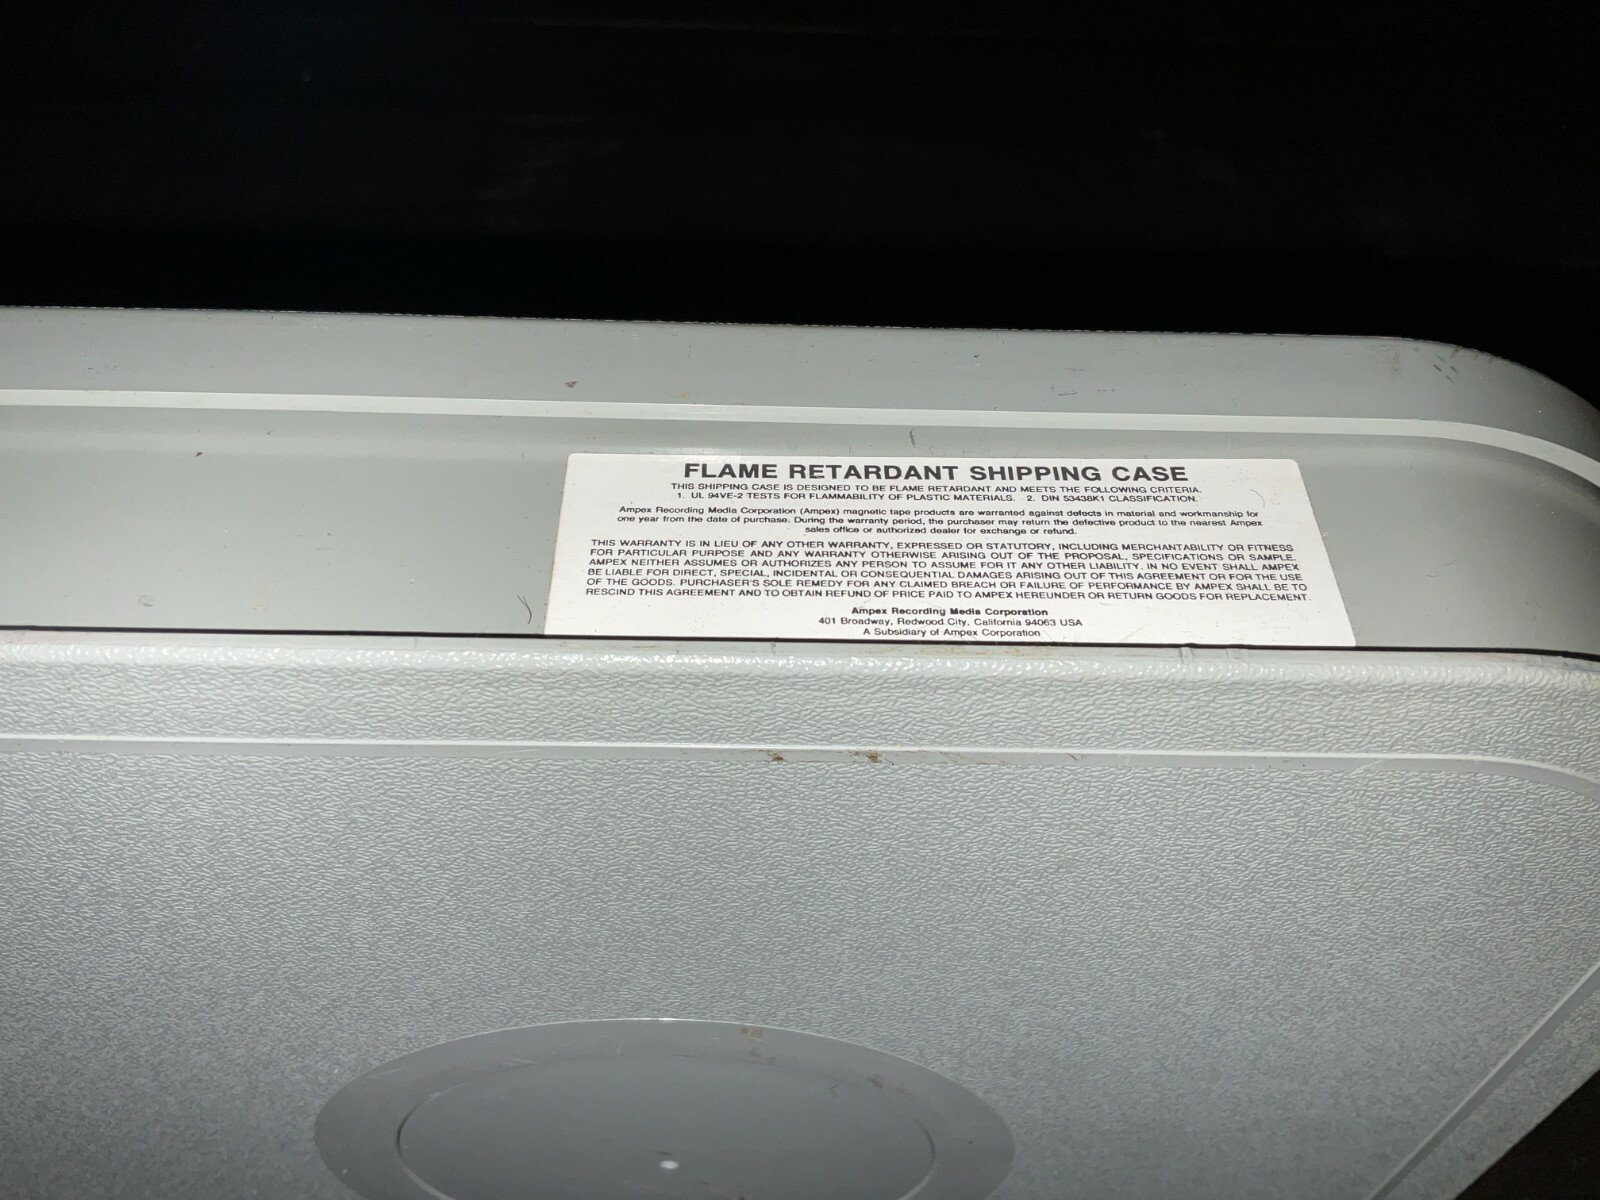 FLAME RETARDANT SHIPPING CASE
THIS SHIPPING CASE IS DESIGNED TO BE FLAME RETARDANT AND MEETS THE FOLLOWING CRITERIA.
1. UL 94VE-2 TESTS FOR FLAMMABILITY OF PLASTIC MATERIALS. 2. DIN 53438K1 CLASSIFICATION.
Ampex Recording Media Corporation (Ampex) magnetic tape products are warranted against defects in material and workmanship for
one year from the date of purchase. During the warranty period, the purchaser may return the defective product to the nearest Ampex
sales office or authorized dealer for exchange or refund.
THIS WARRANTY IS IN LIEU OF ANY OTHER WARRANTY, EXPRESSED OR STATUTORY, INCLUDING MERCHANTABILITY OR FITNESS
FOR PARTICULAR PURPOSE AND ANY WARRANTY OTHERWISE ARISING OUT OF THE PROPOSAL, SPECIFICATIONS OR SAMPLE.
AMPEX NEITHER ASSUMES OR AUTHORIZES ANY PERSON TO ASSUME FOR IT ANY OTHER LIABILITY. IN NO EVENT SHALL AMPEX
BE LIABLE FOR DIRECT, SPECIAL, INCIDENTAL OR CONSEQUENTIAL DAMAGES ARISING OUT OF THIS AGREEMENT OR FOR THE USE
OF THE GOODS. PURCHASER'S SOLE REMEDY FOR ANY CLAIMED BREACH OR FAILURE OF PERFORMANCE BY AMPEX SHALL BE TO
RESCIND THIS AGREEMENT AND TO OBTAIN REFUND OF PRICE PAID TO AMPEX HEREUNDER OR RETURN GOODS FOR REPLACEMENT.
Ampex Recording Media Corporation
401 Broadway, Redwood City, California 94063 USA
A Subsidiary of Ampex Corporation